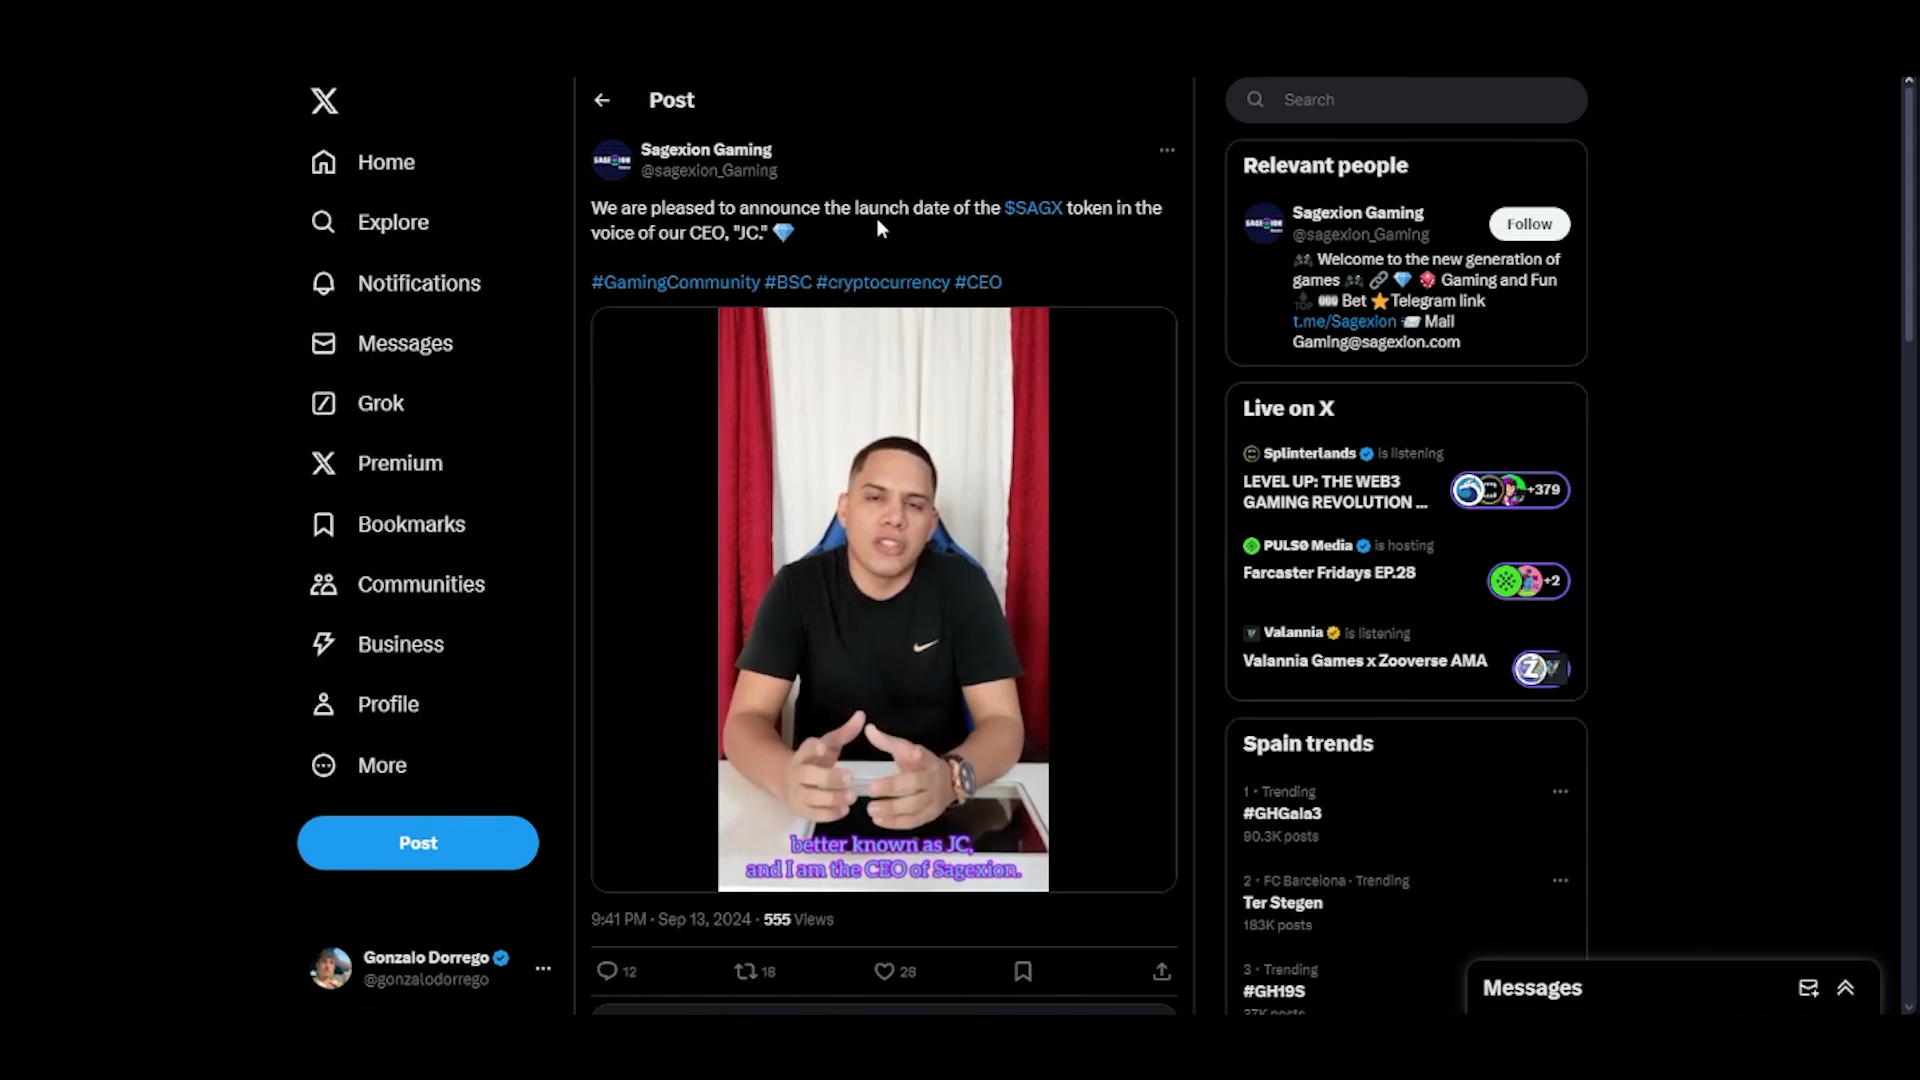 Home
Explore
Notifications
Messages
Grok
Premium
Bookmarks
Communities
Business
Profile
More
Post
Gonzalo Dorrego
@gonzalodorrego
Post
SAGEXION
Sagexion Gaming
@sagexion_Gaming
We are pleased to announce the launch date of the $SAGX token in the
voice of our CEO, "JC."
#GamingCommunity #BSC #cryptocurrency #CEO
better known as JC,
and I am the CEO of Sagexion.
9:41 PM · Sep 13, 2024 · 555 Views
12
18
28
Search
Relevant people
SAGEXION
Sagexion Gaming
@sagexion_Gaming
Follow
Welcome to the new generation of
games Gaming and Fun
TOP Bet Telegram link
t.me/Sagexion Mail
Gaming@sagexion.com
Live on X
Splinterlands is listening
LEVEL UP: THE WEB3
GAMING REVOLUTION ...
+379
PULS0 Media is hosting
Farcaster Fridays EP.28
+2
Valannia is listening
Valannia Games x Zooverse AMA
Spain trends
1 · Trending
#GHGala3
90.3K posts
2 · FC Barcelona · Trending
Ter Stegen
183K posts
3 · Trending
#GH19S
37K posts
Messages